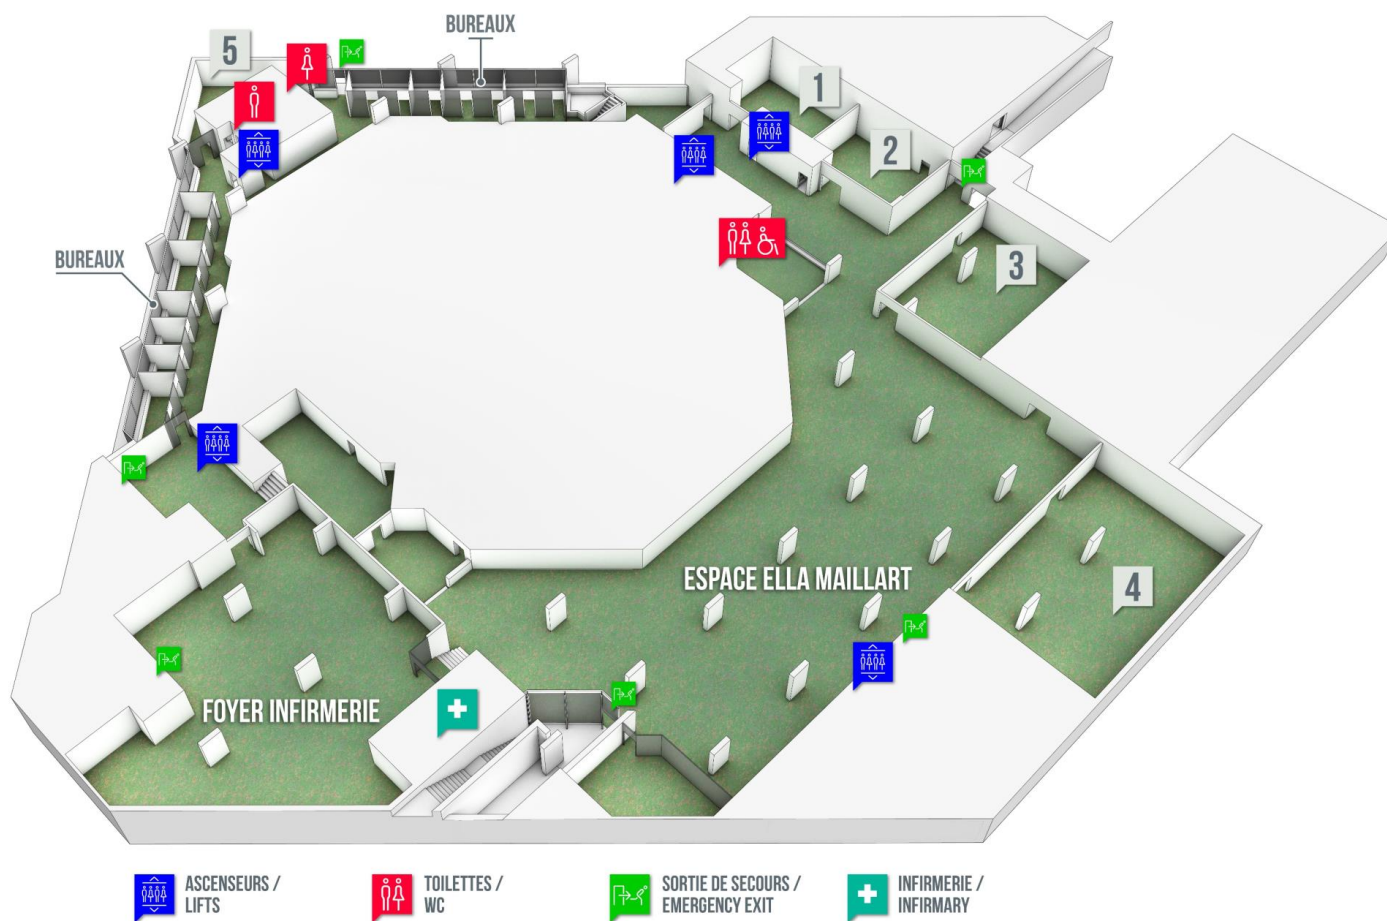 BUREAUX
5
1
2
BUREAUX
3
ESPACE ELLA MAILLART
4
FOYER INFIRMERIE
ASCENSEURS /
LIFTS
TOILETTES /
WC
SORTIE DE SECOURS /
EMERGENCY EXIT
INFIRMERIE /
INFIRMARY